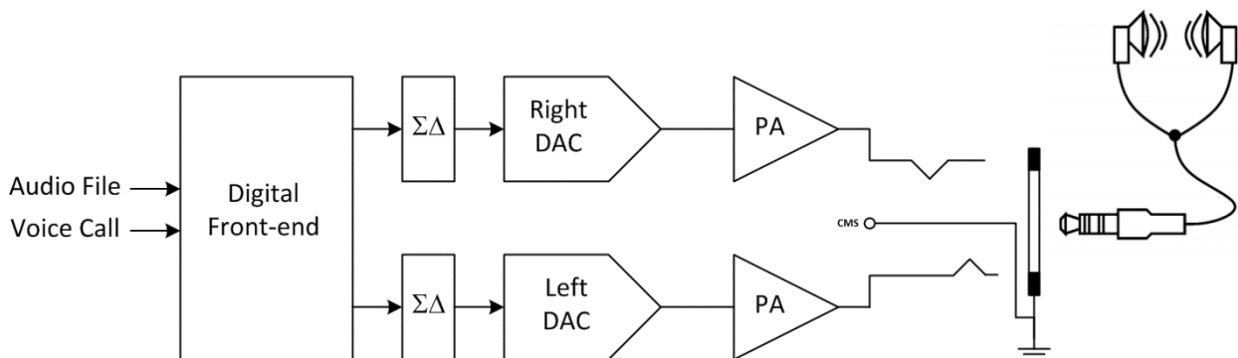 Audio File
Voice Call
Digital
Front-end
ΣΔ
Right
DAC
PA
CMS
ΣΔ
Left
DAC
PA